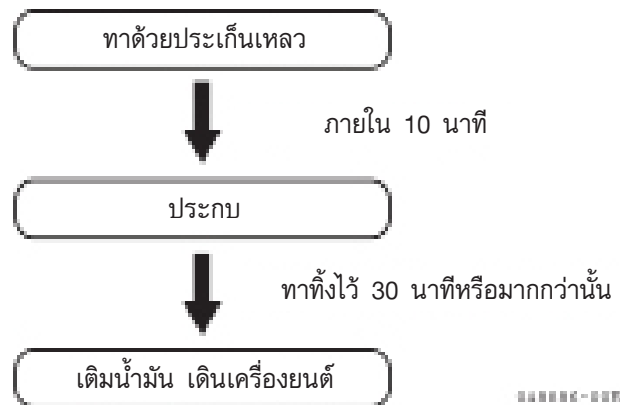 ทาด้วยประเก็นเหลว
ภายใน 10 นาที
ประกบ
ทาทิ้งไว้ 30 นาทีหรือมากกว่านั้น
เติมน้ำมัน เดินเครื่องยนต์